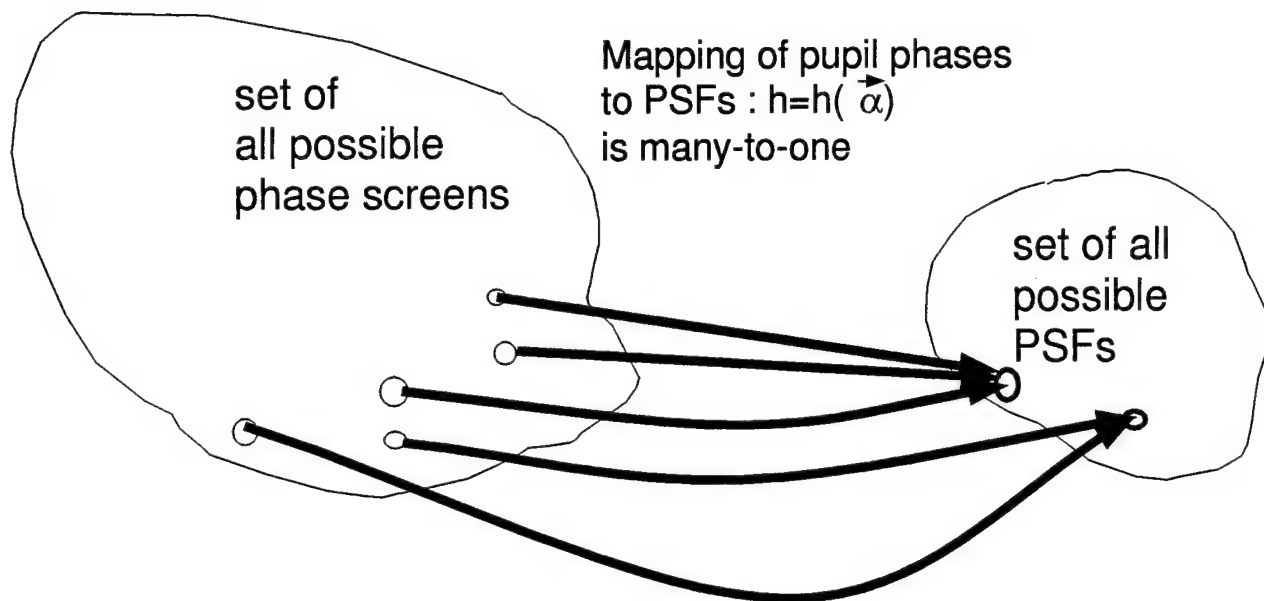 Mapping of pupil phases
to PSFs : h=h( α⃗)
is many-to-one
set of
all possible
phase screens
set of all
possible
PSFs